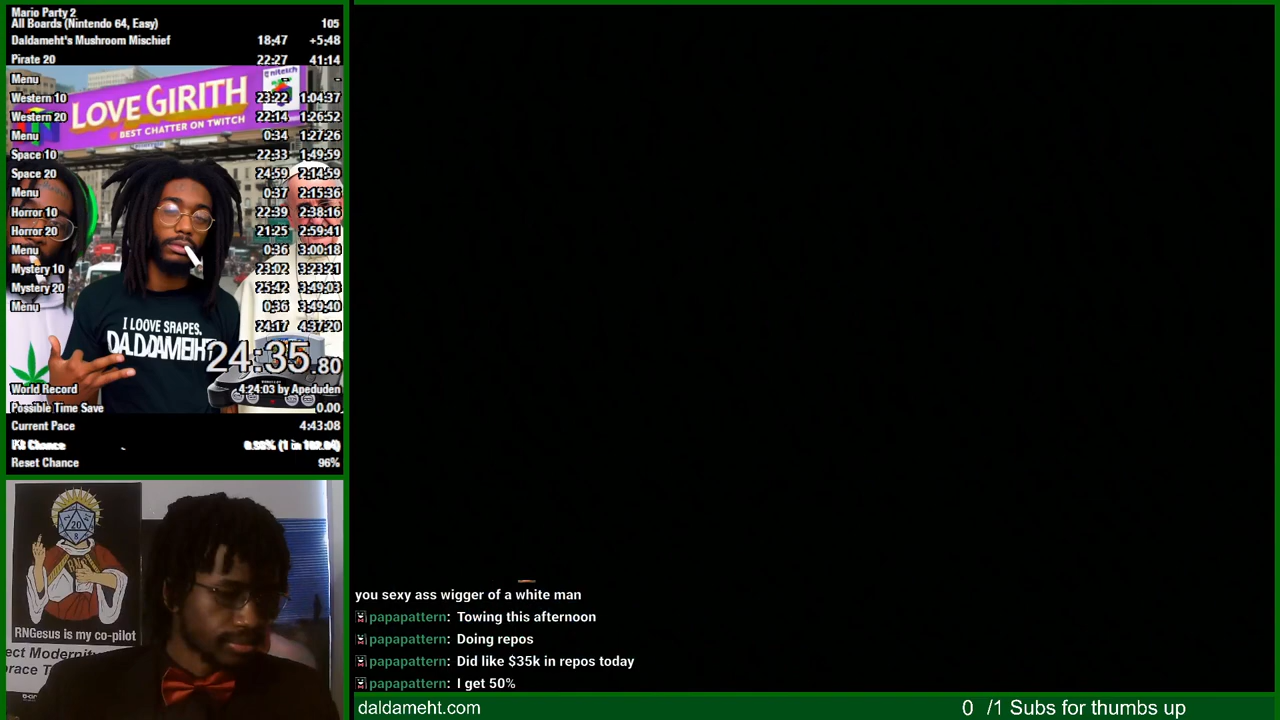 Mario Party 2
All Boards (Nintendo 64, Easy) 105
Daldameht's Mushroom Mischief 18:47 +5:48
Pirate 20 22:27 41:14
Menu -
Western 10 23:22 1:04:37
Western 20 22:14 1:26:52
Menu 0:34 1:27:26
Space 10 22:33 1:49:59
Space 20 24:59 2:14:59
Menu 0:37 2:15:36
Horror 10 22:39 2:38:16
Horror 20 21:25 2:59:41
Menu 0:36 3:00:18
Mystery 10 23:02 3:23:21
Mystery 20 25:42 3:49:03
Menu 0:36 3:49:40
24:17 4:37:20
LOVE GIRITH
BEST CHATTER ON TWITCH
I LOOVE SHAPES.
24:35.80
World Record 4:24:03 by Apeduden
Possible Time Save 0.00
Current Pace 4:43:08
Chance
Reset Chance 96%
20
RNGesus is my co-pilot
you sexy ass wigger of a white man
papapattern: Towing this afternoon
papapattern: Doing repos
papapattern: Did like $35k in repos today
papapattern: I get 50%
daldameht.com 0 /1 Subs for thumbs up